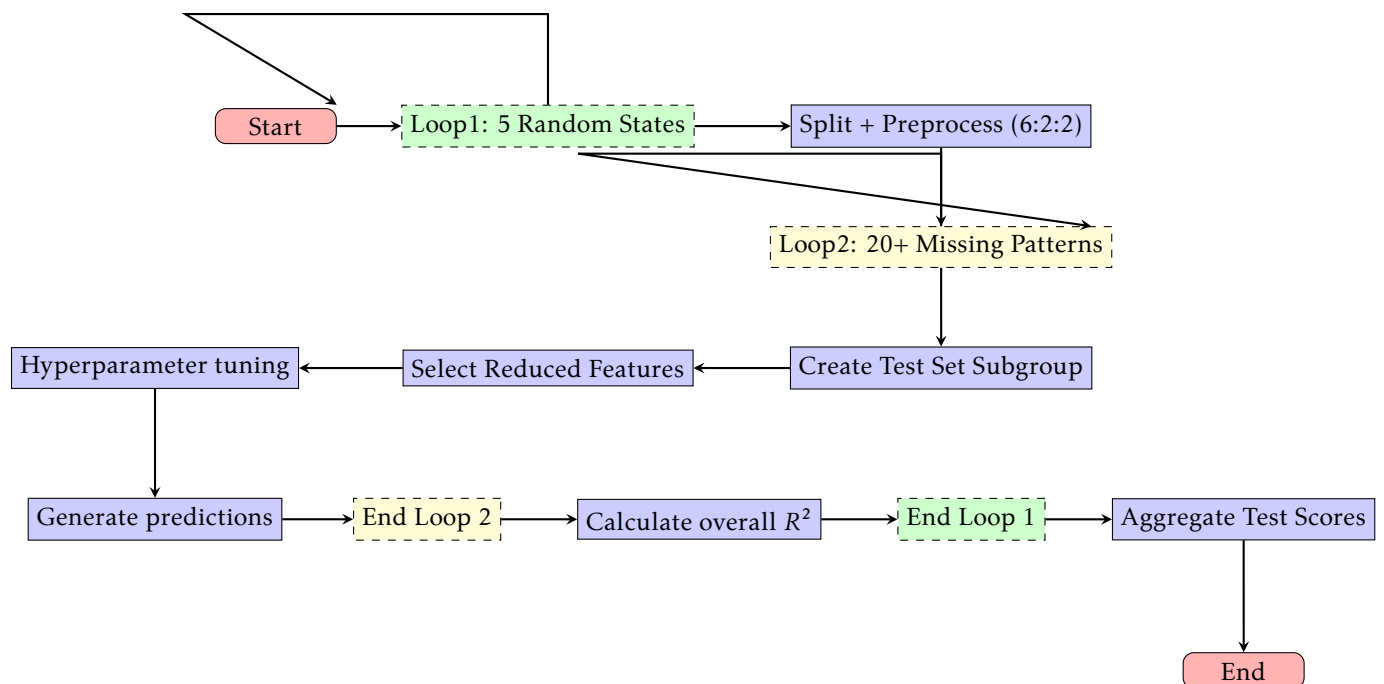 Start
Loop1: 5 Random States
Split + Preprocess (6:2:2)
Loop2: 20+ Missing Patterns
Hyperparameter tuning
Select Reduced Features
Create Test Set Subgroup
Generate predictions
End Loop 2
Calculate overall R²
End Loop 1
Aggregate Test Scores
End